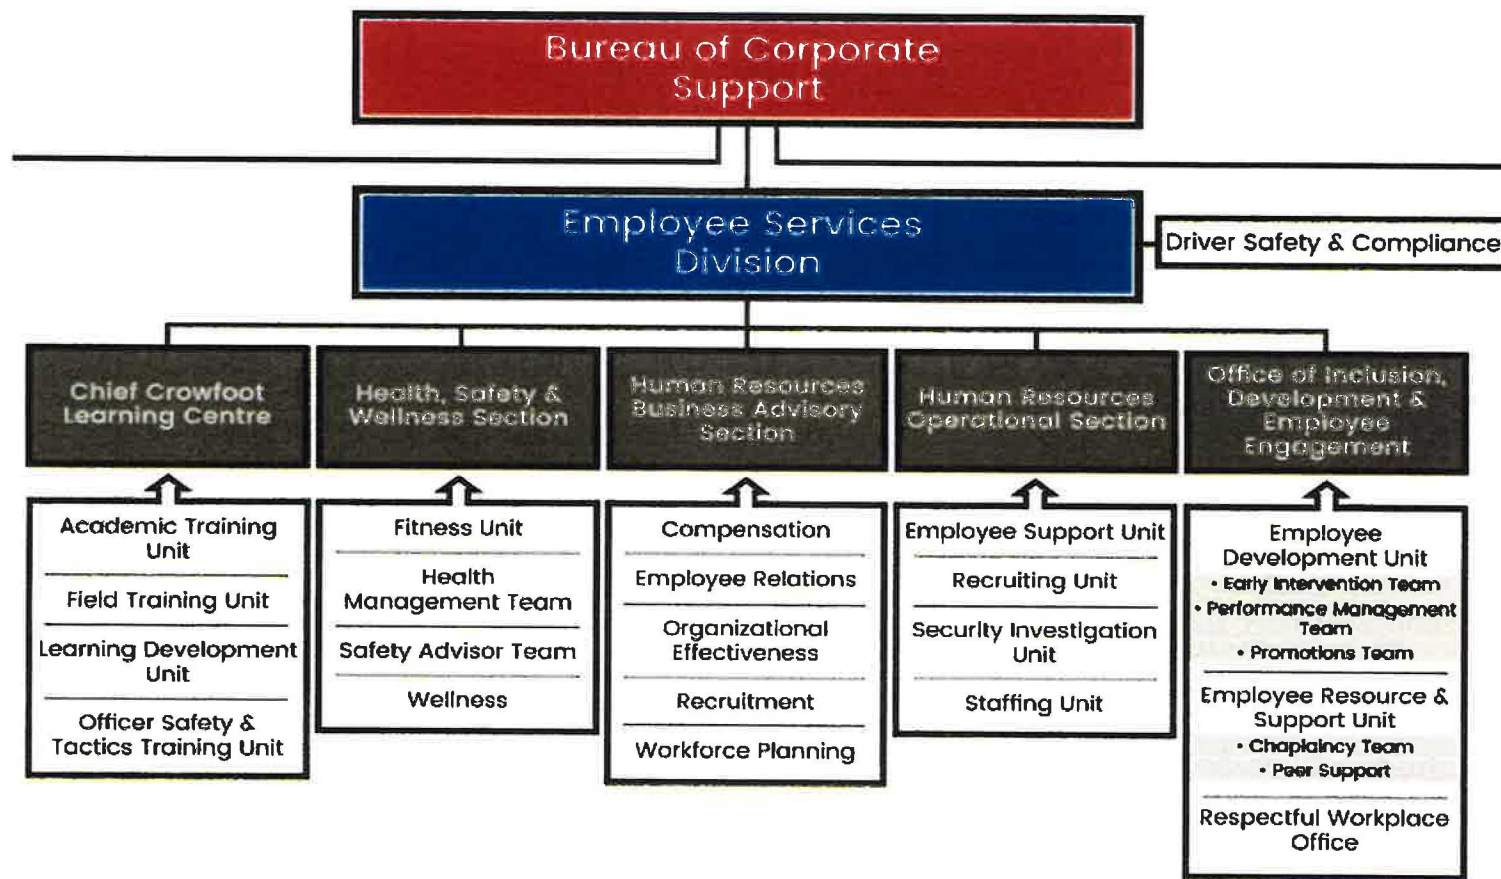 Bureau of Corporate
Support
Employee Services
Division
Driver Safety & Compliance
Chief Crowfoot
Learning Centre
Health, Safety &
Wellness Section
Human Resources
Business Advisory
Section
Human Resources
Operational Section
Office of Inclusion,
Development &
Employee
Engagement
Academic Training
Unit
Field Training Unit
Learning Development
Unit
Officer Safety &
Tactics Training Unit
Fitness Unit
Health
Management Team
Safety Advisor Team
Wellness
Compensation
Employee Relations
Organizational
Effectiveness
Recruitment
Workforce Planning
Employee Support Unit
Recruiting Unit
Security Investigation
Unit
Staffing Unit
Employee
Development Unit
• Early Intervention Team
• Performance Management
Team
• Promotions Team
Employee Resource &
Support Unit
• Chaplaincy Team
• Peer Support
Respectful Workplace
Office